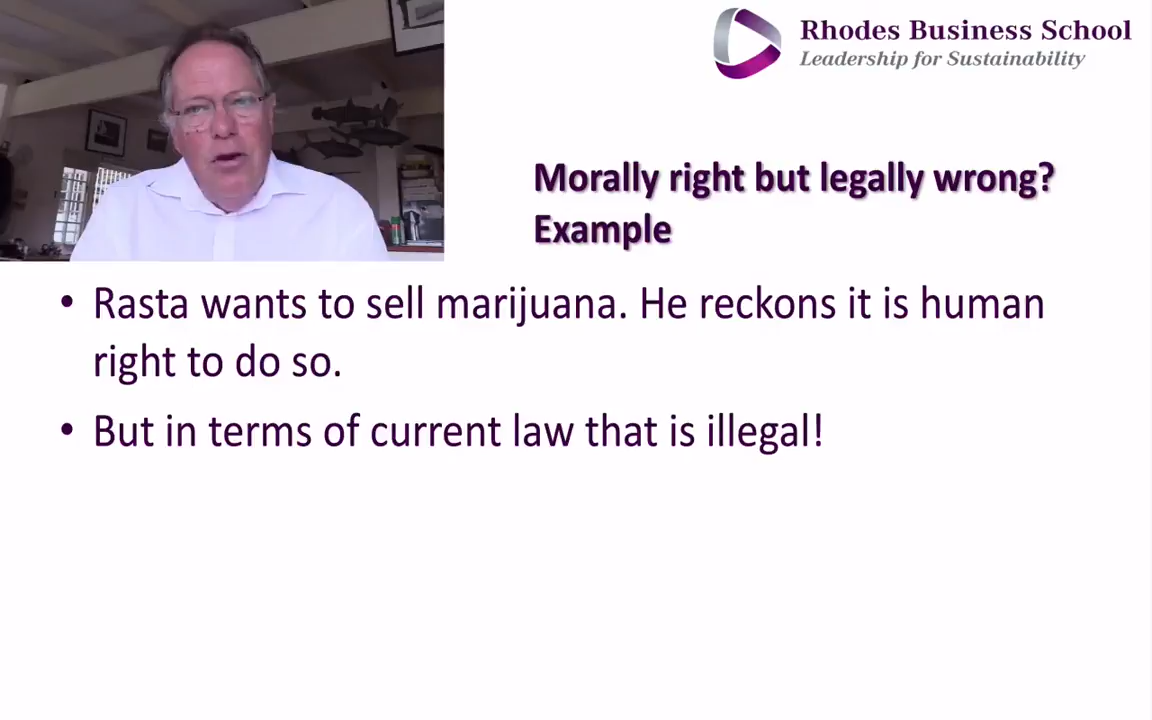 Rhodes Business School
Leadership for Sustainability
Morally right but legally wrong?
Example
• Rasta wants to sell marijuana. He reckons it is human
right to do so.
• But in terms of current law that is illegal!